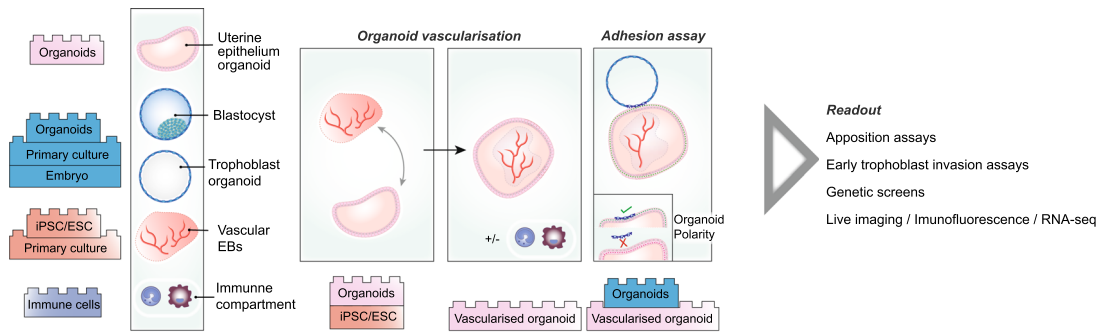 Organoids
Organoids
Primary culture
Embryo
iPSC/ESC
Primary culture
Immune cells
Uterine
epithelium
organoid
Blastocyst
Trophoblast
organoid
Vascular
EBs
Immunne
compartment
Organoid vascularisation
+/-
Organoids
iPSC/ESC
Vascularised organoid
Adhesion assay
Organoid
Polarity
Organoids
Vascularised organoid
Readout
Apposition assays
Early trophoblast invasion assays
Genetic screens
Live imaging / Imunofluorescence / RNA-seq